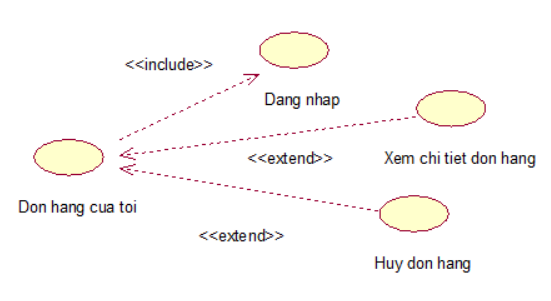 <<include>>
Dang nhap
<<extend>>
Xem chi tiet don hang
Don hang cua toi
<<extend>>
Huy don hang